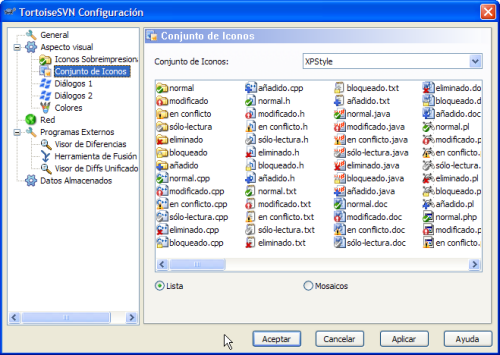 TortoiseSVN Configuración
General
Aspecto visual
Iconos Sobreimpresiona
Conjunto de Iconos
Diálogos 1
Diálogos 2
Colores
Red
Programas Externos
Visor de Diferencias
Herramienta de Fusión
Visor de Diffs Unificado
Datos Almacenados
Conjunto de Iconos
Conjunto de Iconos:
XPStyle
normal
modificado
en conflicto
sólo-lectura
eliminado
bloqueado
añadido
normal.cpp
modificado.cpp
en conflicto.cpp
sólo-lectura.cpp
eliminado.cpp
bloqueado.cpp
añadido.cpp
normal.h
modificado.h
en conflicto.h
sólo-lectura.h
eliminado.h
bloqueado.h
añadido.h
normal.txt
modificado.txt
en conflicto.txt
sólo-lectura.txt
eliminado.txt
bloqueado.txt
añadido.txt
normal.java
modificado.java
en conflicto.java
sólo-lectura.java
eliminado.java
bloqueado.java
añadido.java
normal.doc
modificado.doc
en conflicto.doc
sólo-lectura.doc
eliminado.do
bloqueado.do
añadido.doc
normal.pl
modificado.p
en conflicto.
sólo-lectura.
eliminado.pl
bloqueado.p
añadido.pl
normal.php
modificado.p
en conflicto.
Lista
Mosaicos
Aceptar
Cancelar
Aplicar
Ayuda